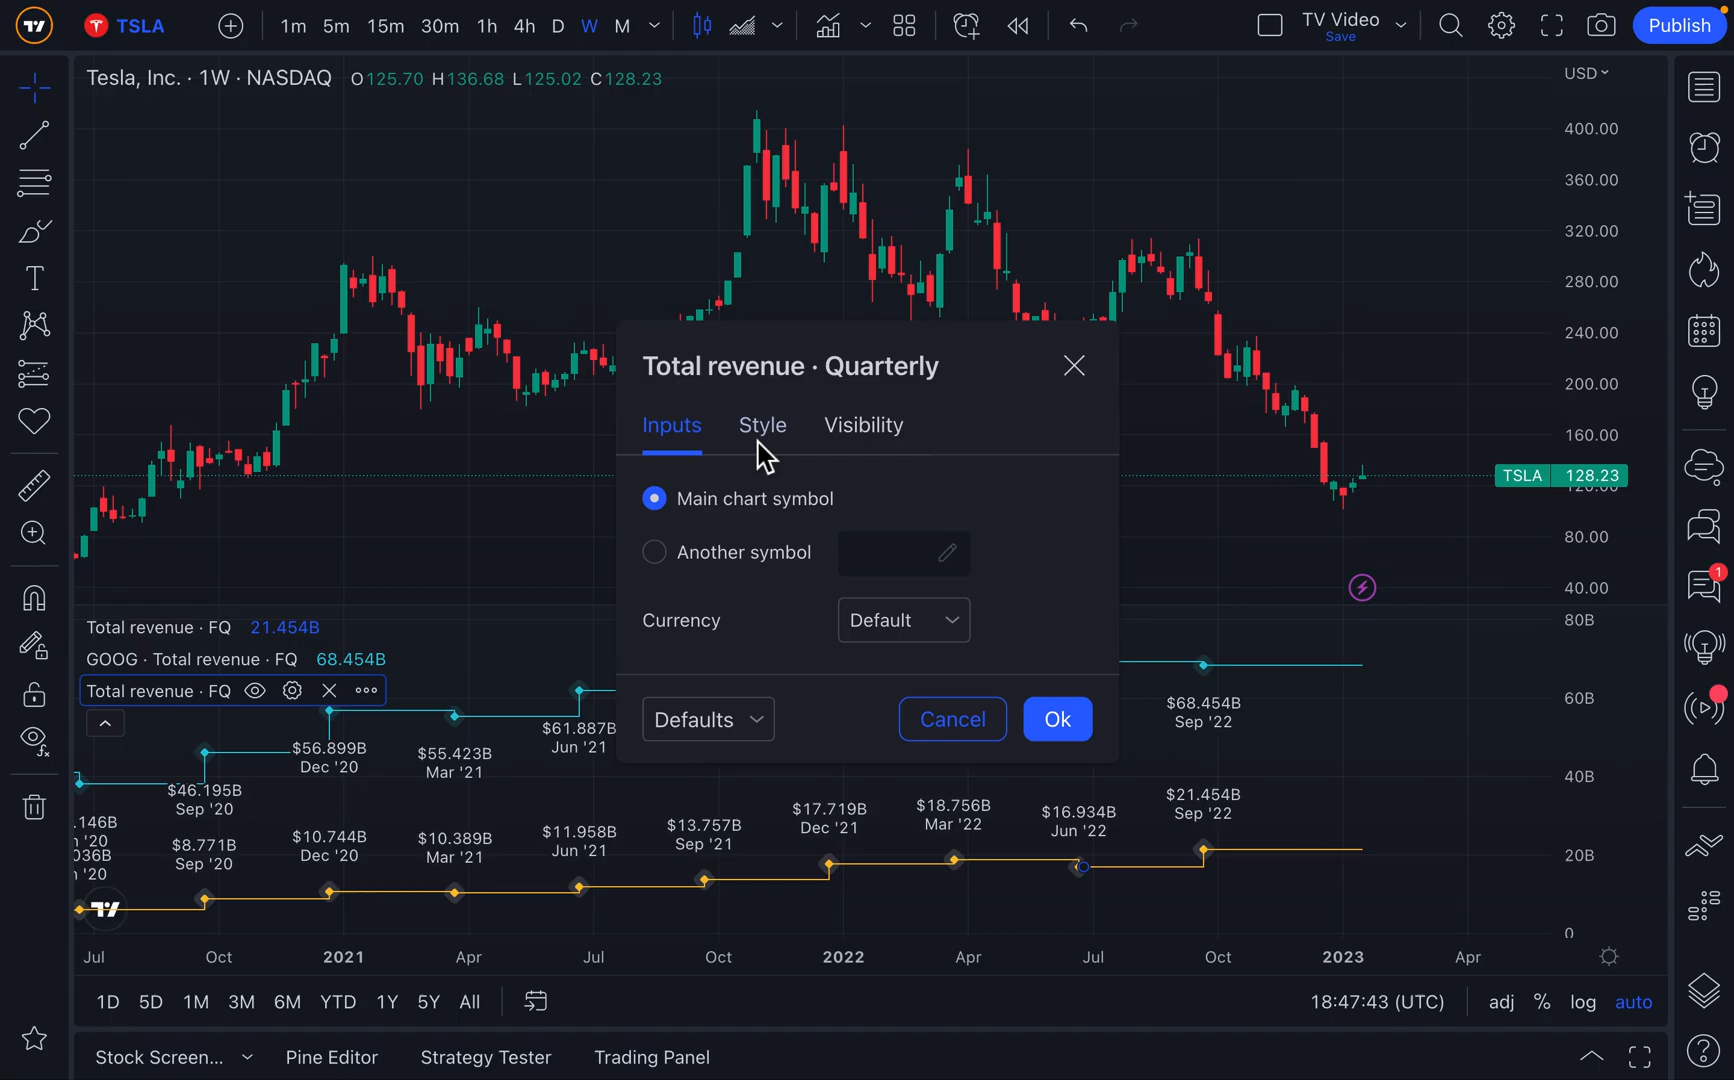 TSLA
1m 5m 15m 30m 1h 4h D W M
TV Video
Save
Publish
Tesla, Inc. · 1W · NASDAQ O125.70 H136.68 L125.02 C128.23
USD
400.00
360.00
320.00
280.00
240.00
200.00
160.00
TSLA 128.23
120.00
80.00
40.00
Total revenue · Quarterly
Inputs Style Visibility
Main chart symbol
Another symbol
Currency Default
Defaults Cancel Ok
Total revenue · FQ 21.454B
GOOG · Total revenue · FQ 68.454B
Total revenue · FQ
80B
60B
40B
20B
0
.146B
$46.195B
Sep '20
$56.899B
Dec '20
$55.423B
Mar '21
$61.887B
Jun '21
$68.454B
Sep '22
036B
'20
$8.771B
Sep '20
$10.744B
Dec '20
$10.389B
Mar '21
$11.958B
Jun '21
$13.757B
Sep '21
$17.719B
Dec '21
$18.756B
Mar '22
$16.934B
Jun '22
$21.454B
Sep '22
Jul Oct 2021 Apr Jul Oct 2022 Apr Jul Oct 2023 Apr
1D 5D 1M 3M 6M YTD 1Y 5Y All
18:47:43 (UTC) adj % log auto
Stock Screen... Pine Editor Strategy Tester Trading Panel
1